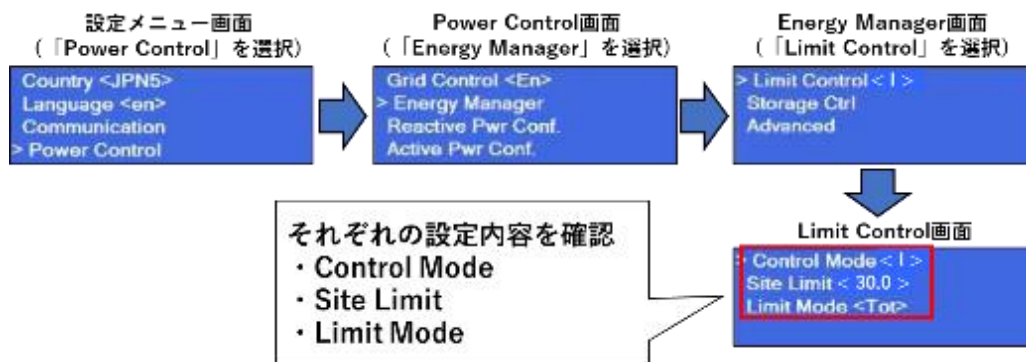 設定メニュー画面
(「Power Control」を選択)
Country <JPN5>
Language <en>
Communication
> Power Control
Power Control画面
(「Energy Manager」を選択)
Grid Control <En>
> Energy Manager
Reactive Pwr Conf.
Active Pwr Conf.
Energy Manager画面
(「Limit Control」を選択)
> Limit Control < I >
Storage Ctrl
Advanced
Limit Control画面
> Control Mode < I >
Site Limit < 30.0 >
Limit Mode <Tot>
それぞれの設定内容を確認
・Control Mode
・Site Limit
・Limit Mode